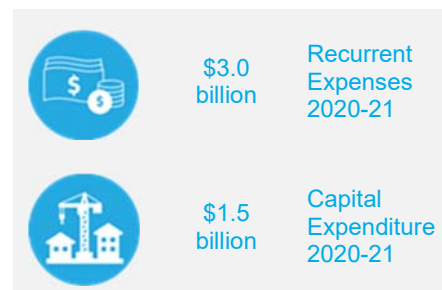 $3.0
billion
Recurrent
Expenses
2020-21
$1.5
billion
Capital
Expenditure
2020-21